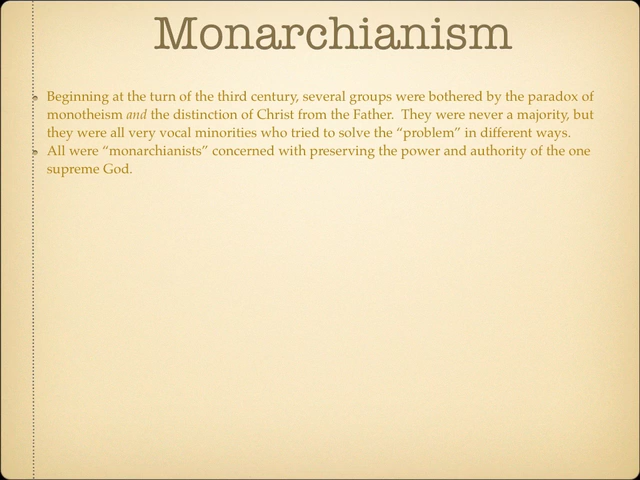 Monarchianism
Beginning at the turn of the third century, several groups were bothered by the paradox of
monotheism and the distinction of Christ from the Father.  They were never a majority, but
they were all very vocal minorities who tried to solve the “problem” in different ways.
All were “monarchianists” concerned with preserving the power and authority of the one
supreme God.